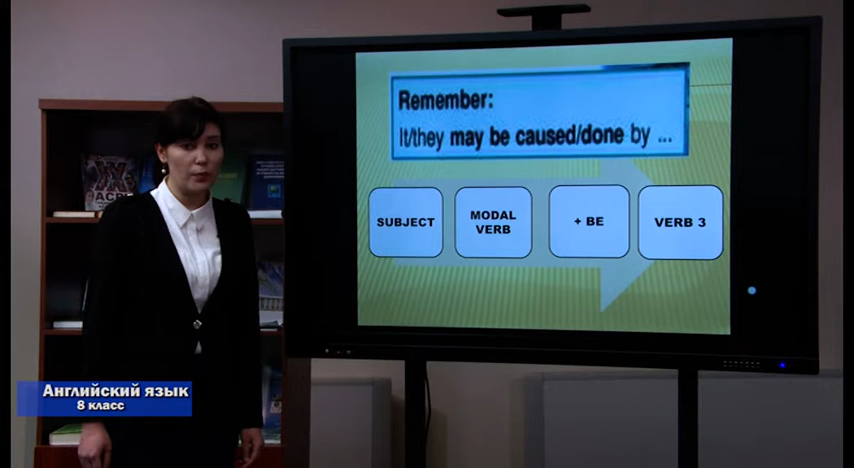 Remember:
It/they may be caused/done by ...
SUBJECT
MODAL
VERB
+ BE
VERB 3
Английский язык
8 класс